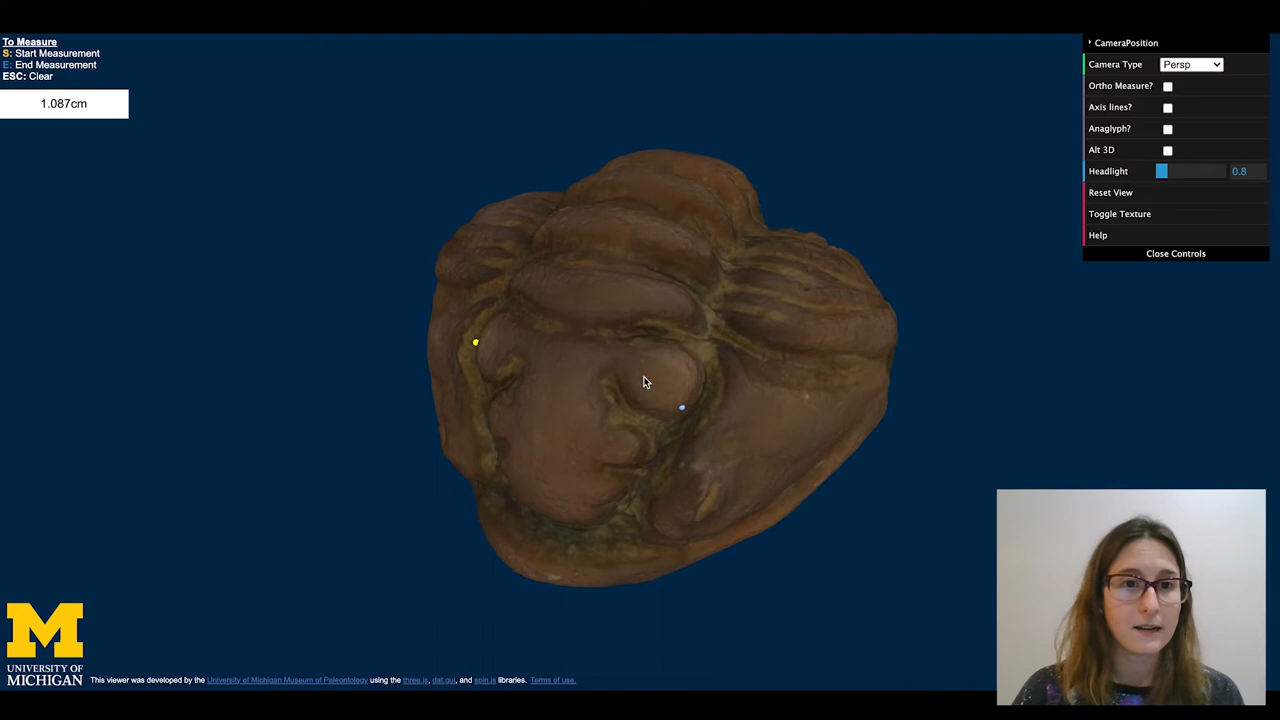 To Measure
S: Start Measurement
E: End Measurement
ESC: Clear
1.087cm
CameraPosition
Camera Type Persp
Ortho Measure?
Axis lines?
Anaglyph?
Alt 3D
Headlight 0.8
Reset View
Toggle Texture
Help
Close Controls
M
UNIVERSITY OF
MICHIGAN
This viewer was developed by the University of Michigan Museum of Paleontology using the three.js, dat.gui, and spin.js libraries. Terms of use.